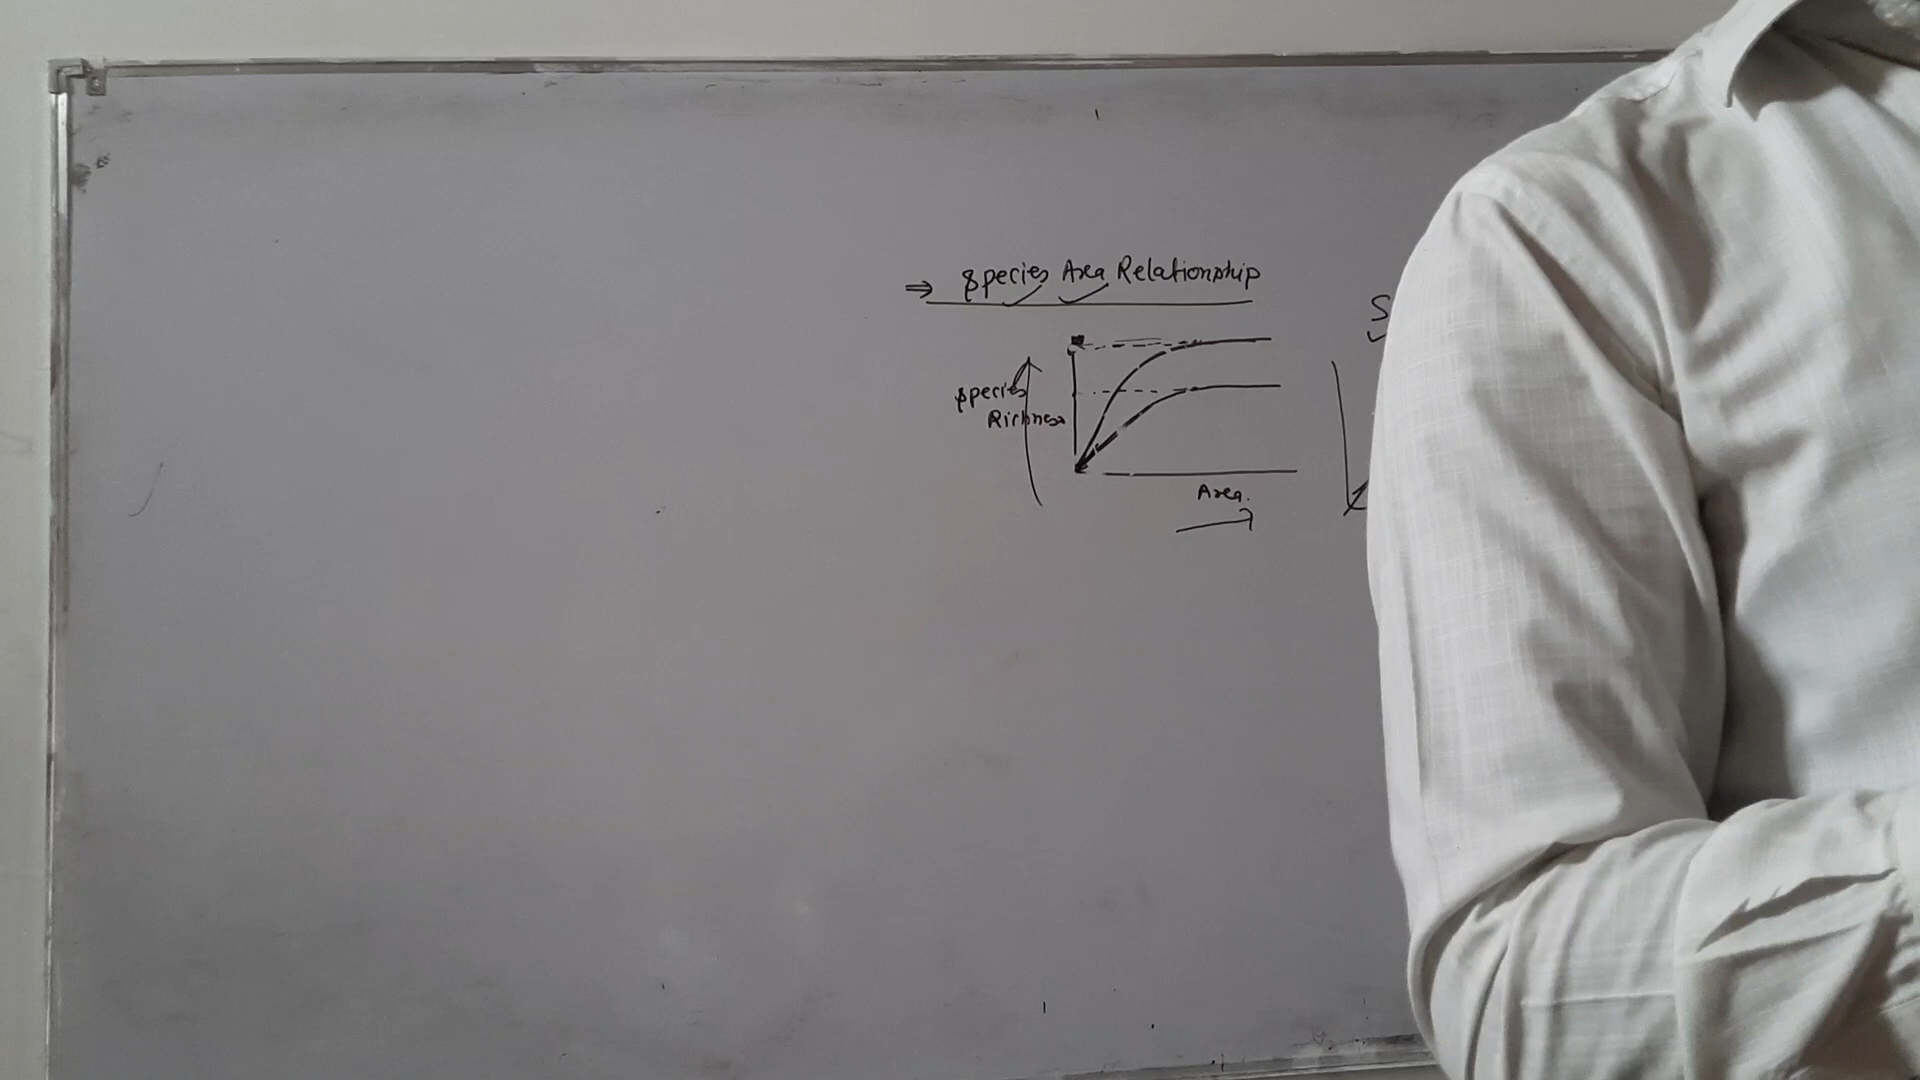 ⇒ Species Area Relationship
S
Species
Richness
Area.